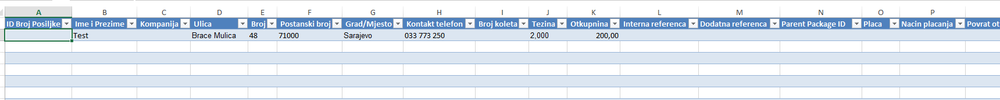 A B C D E F G H I J K L M N O P
ID Broj Posiljke Ime i Prezime Kompanija Ulica Broj Postanski broj Grad/Mjesto Kontakt telefon Broj koleta Tezina Otkupnina Interna referenca Dodatna referenca Parent Package ID Placa Nacin placanja Povrat ot
Test Brace Mulica 48 71000 Sarajevo 033 773 250 2,000 200,00